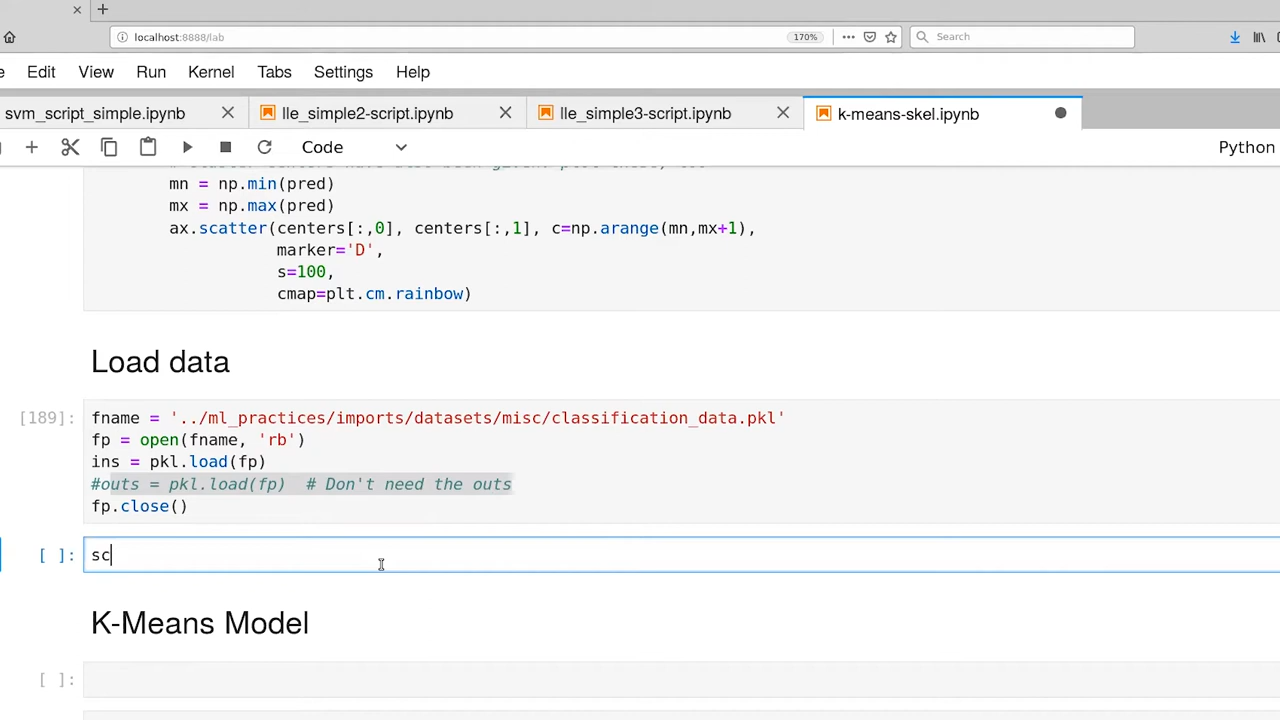 localhost:8888/lab
170%
Search
Edit View Run Kernel Tabs Settings Help
svm_script_simple.ipynb lle_simple2-script.ipynb lle_simple3-script.ipynb k-means-skel.ipynb
Code Python
mn = np.min(pred)
mx = np.max(pred)
ax.scatter(centers[:,0], centers[:,1], c=np.arange(mn,mx+1),
marker='D',
s=100,
cmap=plt.cm.rainbow)
Load data
[189]: fname = '../ml_practices/imports/datasets/misc/classification_data.pkl'
fp = open(fname, 'rb')
ins = pkl.load(fp)
#outs = pkl.load(fp)  # Don't need the outs
fp.close()
[ ]: sc
K-Means Model
[ ]: